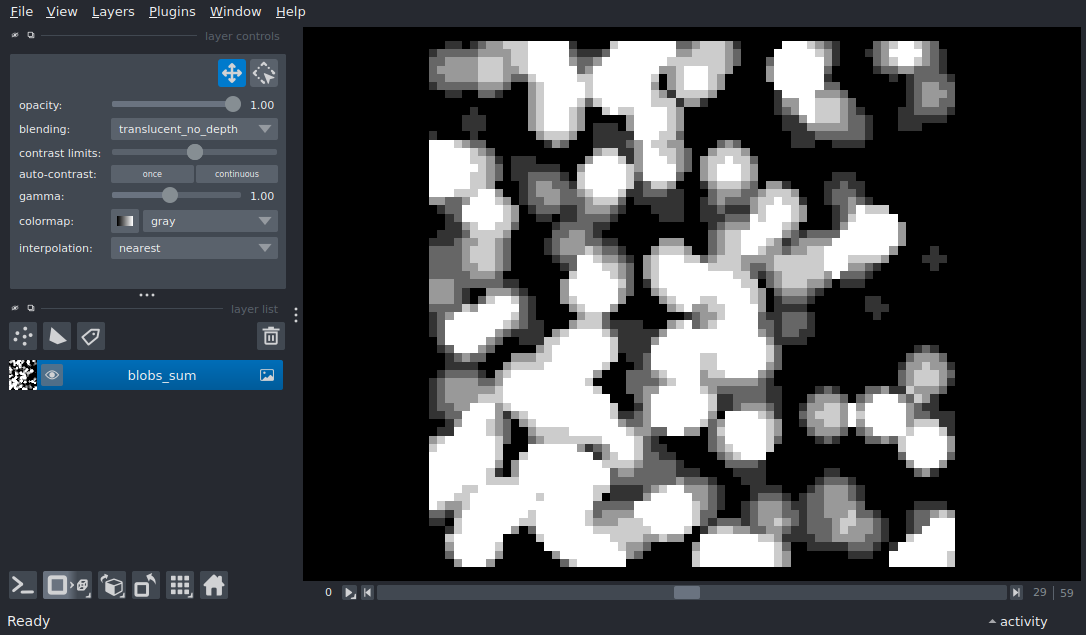 File View Layers Plugins Window Help
layer controls
opacity: 1.00
blending: translucent_no_depth
contrast limits:
auto-contrast: once continuous
gamma: 1.00
colormap: gray
interpolation: nearest
layer list
blobs_sum
0 29 59
Ready activity